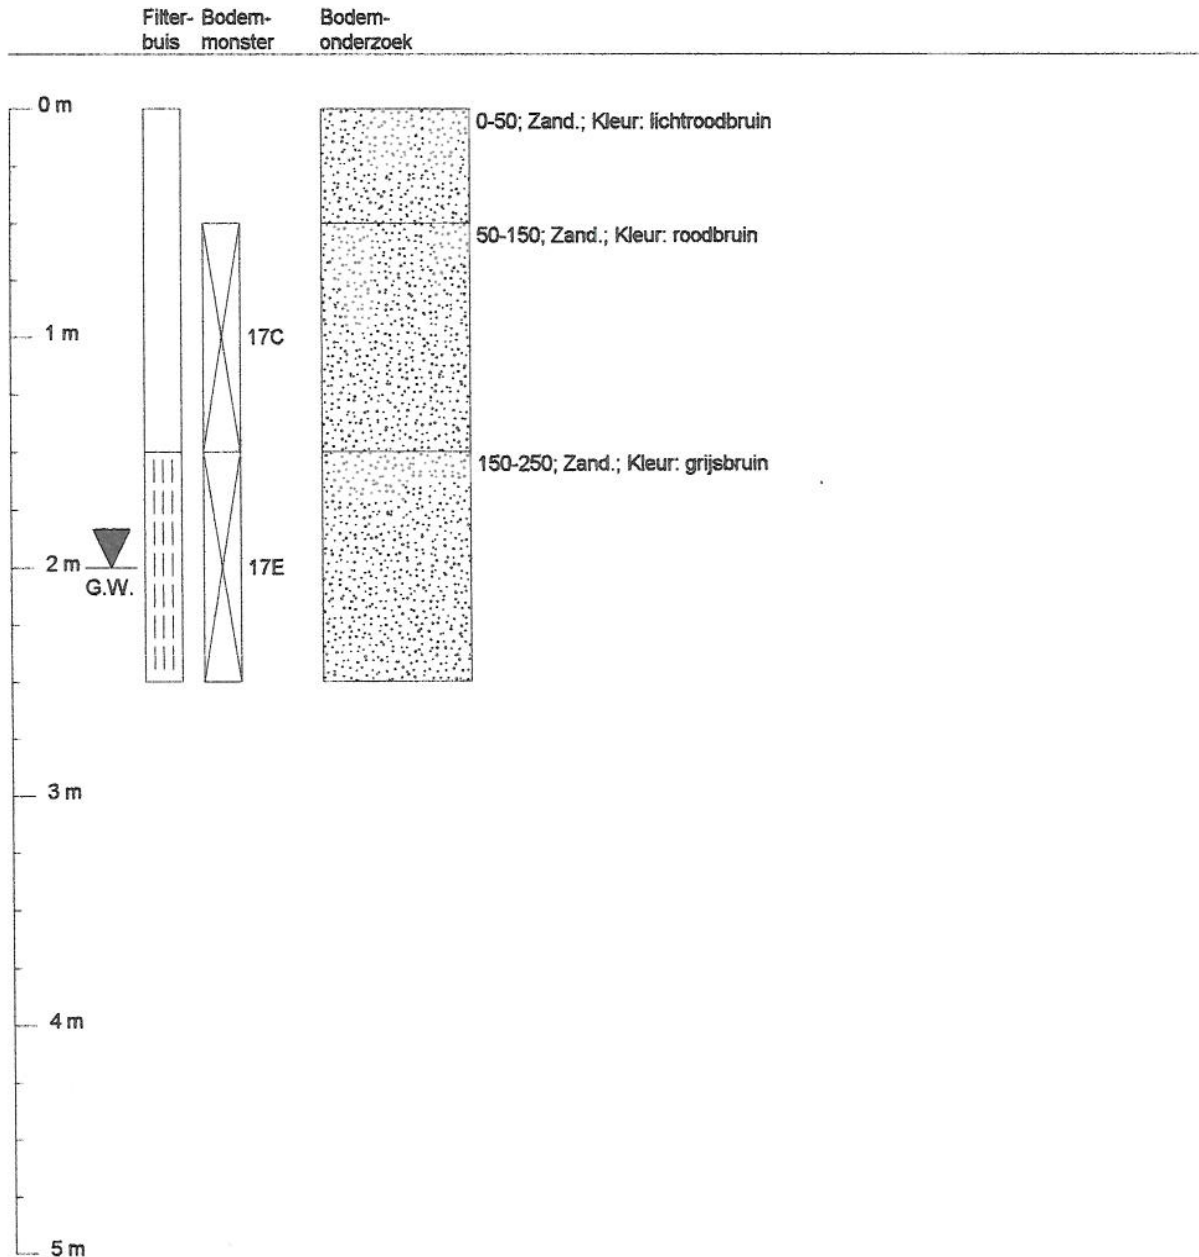 Filter- Bodem- Bodem-
buis monster onderzoek
0 m
0-50; Zand.; Kleur: lichtroodbruin
50-150; Zand.; Kleur: roodbruin
1 m
17C
150-250; Zand.; Kleur: grijsbruin
2 m
17E
G.W.
3 m
4 m
5 m